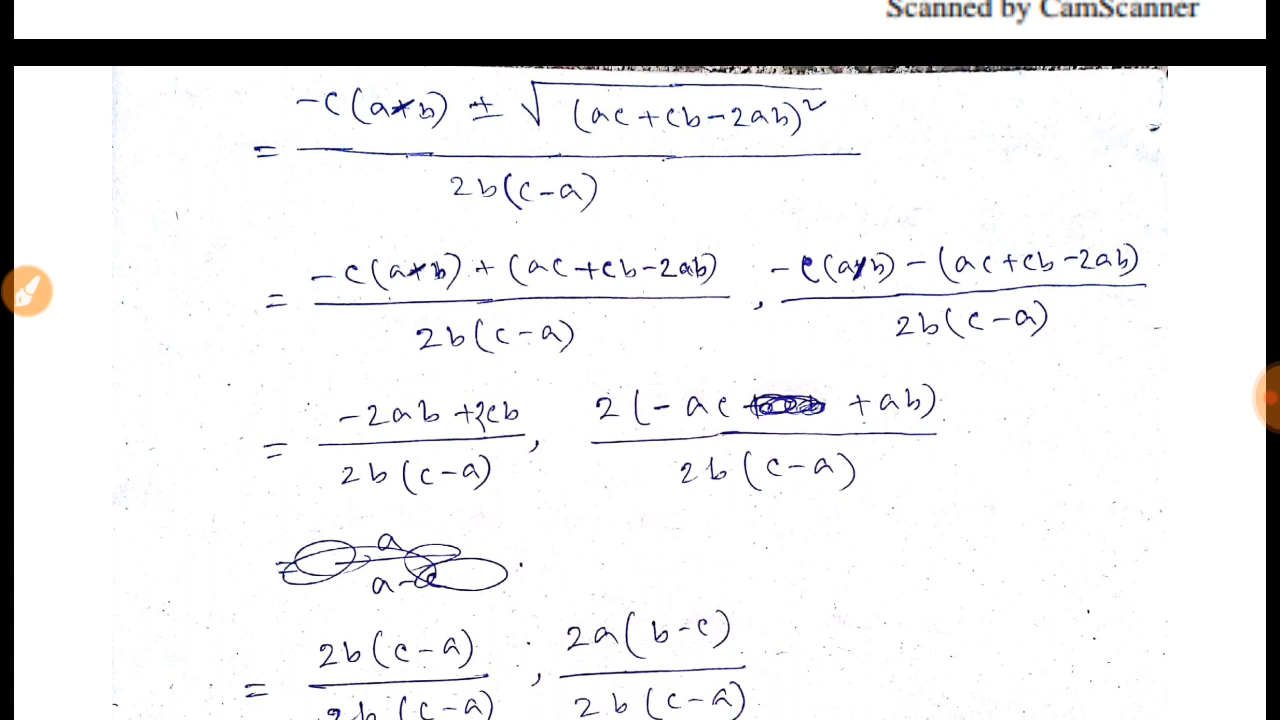 Scanned by CamScanner
-c(a-b) ± √(ac+cb-2ab)²
=
2b(c-a)
= -c(a-b) + (ac+cb-2ab) , -c(a-b) - (ac+cb-2ab)
2b(c-a) 2b(c-a)
= -2ab+2cb , 2(-ac +ab)
2b(c-a) 2b(c-a)
a
a-c
= 2b(c-a) , 2a(b-c)
2b(c-a) 2b(c-a)